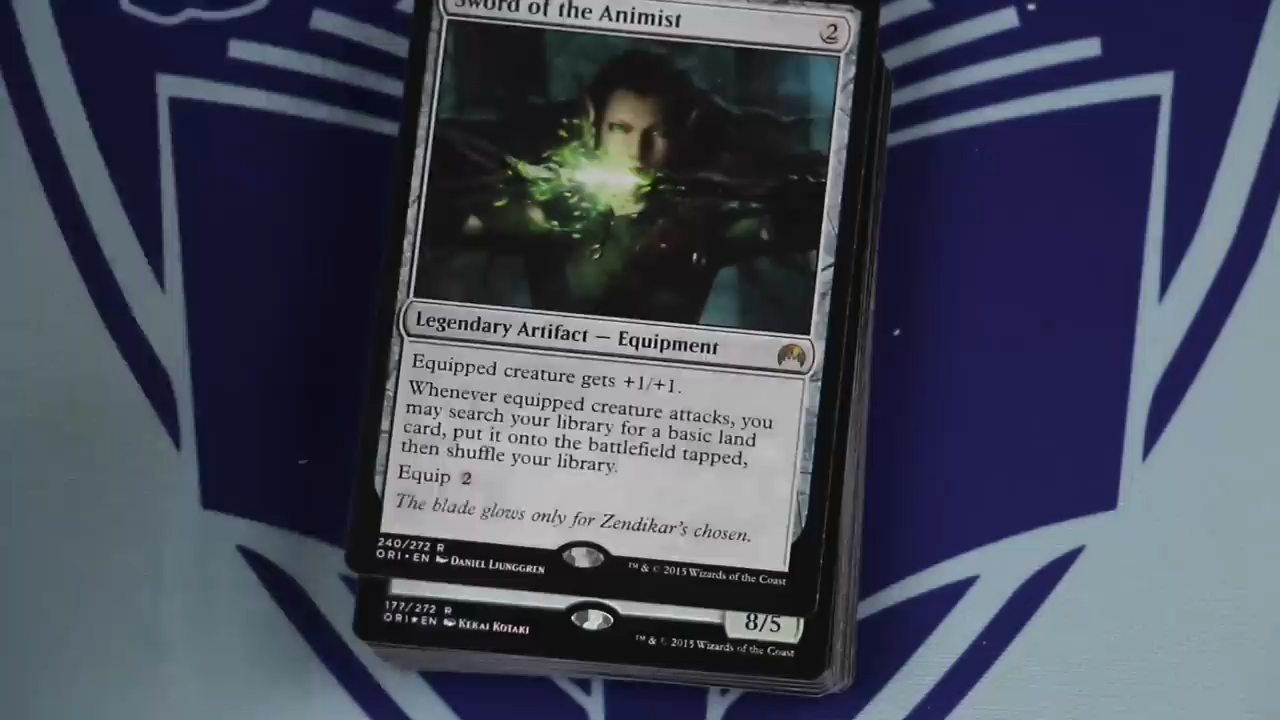 Sword of the Animist 2
Legendary Artifact — Equipment
Equipped creature gets +1/+1.
Whenever equipped creature attacks, you
may search your library for a basic land
card, put it onto the battlefield tapped,
then shuffle your library.
Equip 2
The blade glows only for Zendikar's chosen.
240/272 R
ORI • EN DANIEL LJUNGGREN
™ & © 2015 Wizards of the Coast
8/5
177/272 R
ORI★EN KEKAI KOTAKI
™ & © 2015 Wizards of the Coast